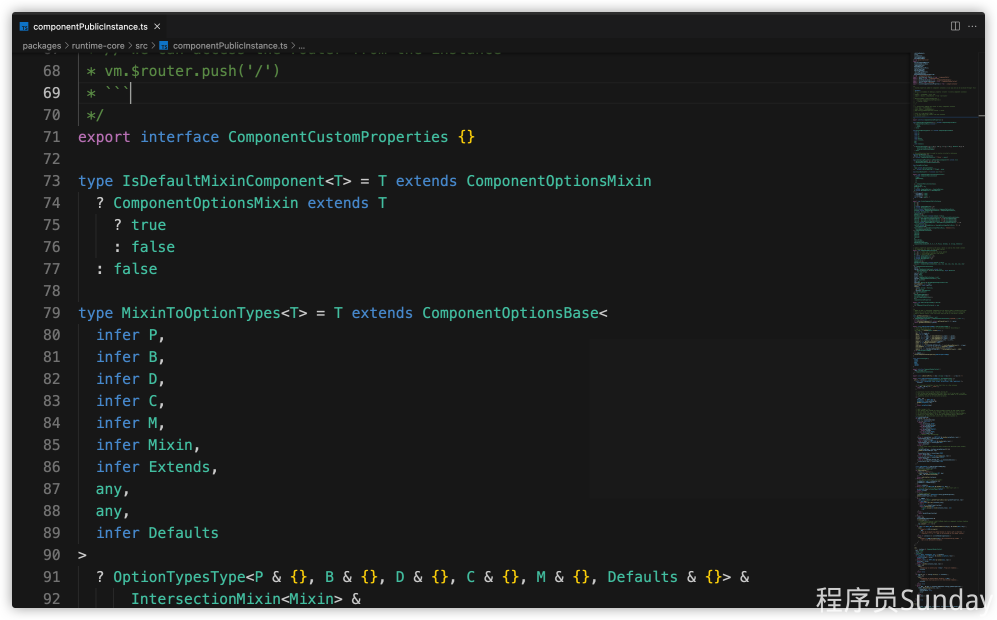 componentPublicInstance.ts ×
packages > runtime-core > src > componentPublicInstance.ts > ...
68 * vm.$router.push('/')
69 * ```
70 */
71 export interface ComponentCustomProperties {}
72
73 type IsDefaultMixinComponent<T> = T extends ComponentOptionsMixin
74 ? ComponentOptionsMixin extends T
75 ? true
76 : false
77 : false
78
79 type MixinToOptionTypes<T> = T extends ComponentOptionsBase<
80 infer P,
81 infer B,
82 infer D,
83 infer C,
84 infer M,
85 infer Mixin,
86 infer Extends,
87 any,
88 any,
89 infer Defaults
90 >
91 ? OptionTypesType<P & {}, B & {}, D & {}, C & {}, M & {}, Defaults & {}> &
92 IntersectionMixin<Mixin> &
程序员Sunday